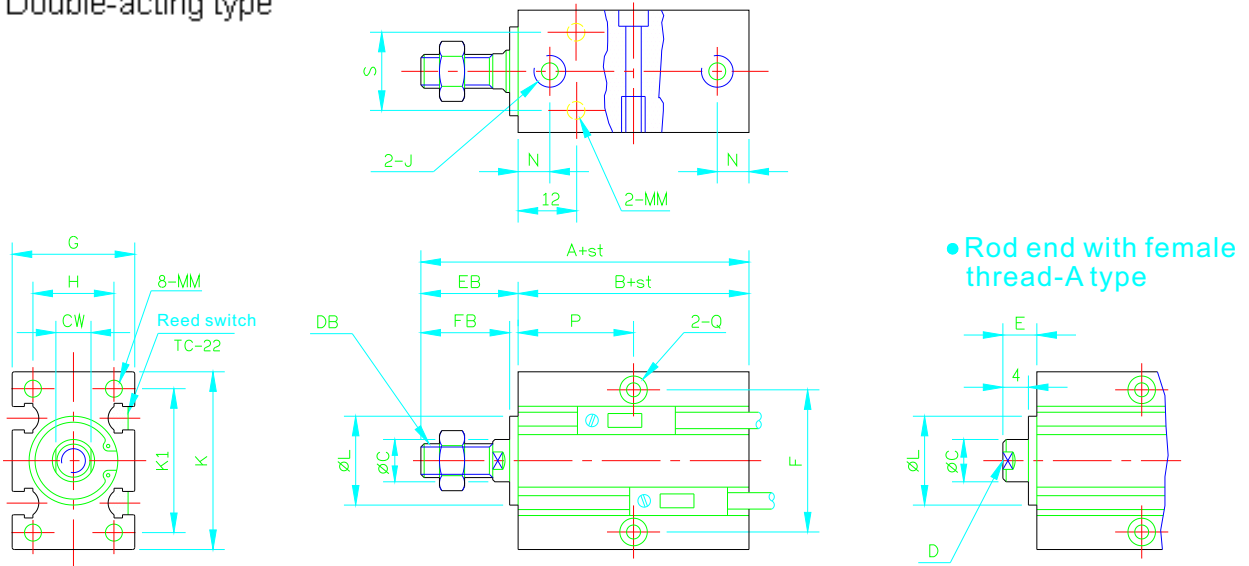 Double-acting type
S
2-J
N
N
12
2-MM
G
H
8-MM
CW
Reed switch
TC-22
K1
K
A+st
EB
B+st
FB
P
DB
2-Q
øL
øC
F
● Rod end with female
thread-A type
E
4
øL
øC
D